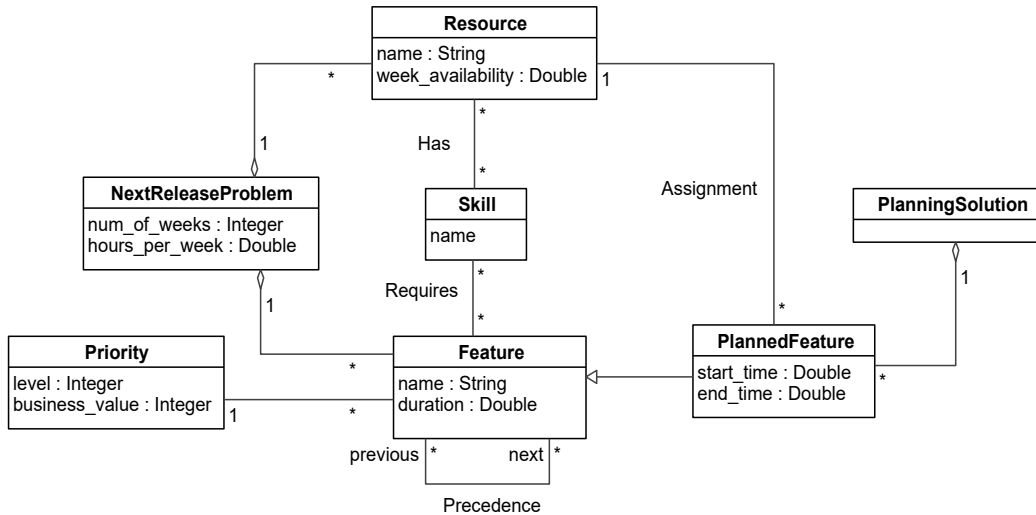 Resource
name : String
week_availability : Double
*
1
*
Has
1
*
NextReleaseProblem
num_of_weeks : Integer
hours_per_week : Double
Skill
name
Assignment
PlanningSolution
1
*
Requires
1
*
*
Priority
level : Integer
business_value : Integer
1
*
*
Feature
name : String
duration : Double
PlannedFeature
start_time : Double
end_time : Double
*
previous
*
next
*
Precedence